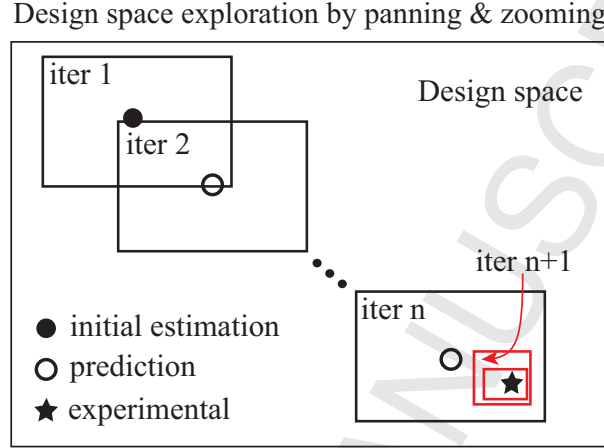 Design space exploration by panning & zooming
iter 1
Design space
iter 2
iter n+1
iter n
initial estimation
prediction
experimental